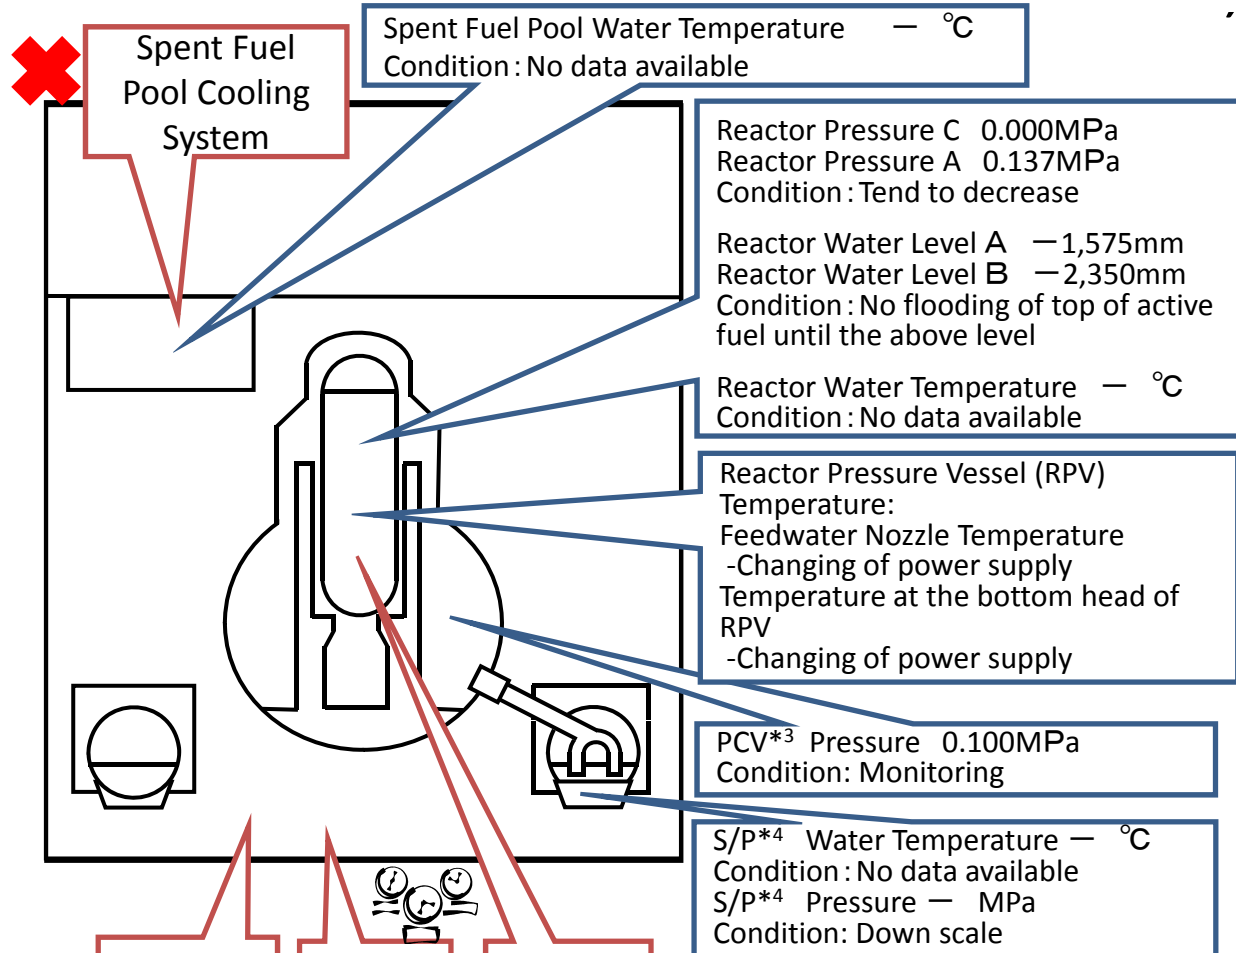 Spent Fuel
Pool Cooling
System
Spent Fuel Pool Water Temperature － ℃
Condition : No data available
Reactor Pressure C 0.000MPa
Reactor Pressure A 0.137MPa
Condition : Tend to decrease
Reactor Water Level A －1,575mm
Reactor Water Level B －2,350mm
Condition : No flooding of top of active
fuel until the above level
Reactor Water Temperature － ℃
Condition : No data available
Reactor Pressure Vessel (RPV)
Temperature:
Feedwater Nozzle Temperature
-Changing of power supply
Temperature at the bottom head of
RPV
-Changing of power supply
PCV*3 Pressure 0.100MPa
Condition: Monitoring
S/P*4 Water Temperature － ℃
Condition : No data available
S/P*4 Pressure － MPa
Condition: Down scale